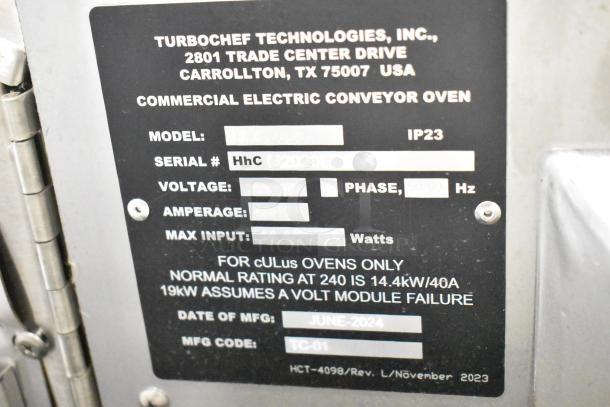 TURBOCHEF TECHNOLOGIES, INC.,
2801 TRADE CENTER DRIVE
CARROLLTON, TX 75007 USA
COMMERCIAL ELECTRIC CONVEYOR OVEN
MODEL: IP23
SERIAL # HhC
VOLTAGE: PHASE, Hz
AMPERAGE:
MAX INPUT: Watts
FOR cULus OVENS ONLY
NORMAL RATING AT 240 IS 14.4kW/40A
19kW ASSUMES A VOLT MODULE FAILURE
DATE OF MFG: JUNE-2024
MFG CODE: TC-01
HCT-4098/Rev. L/November 2023